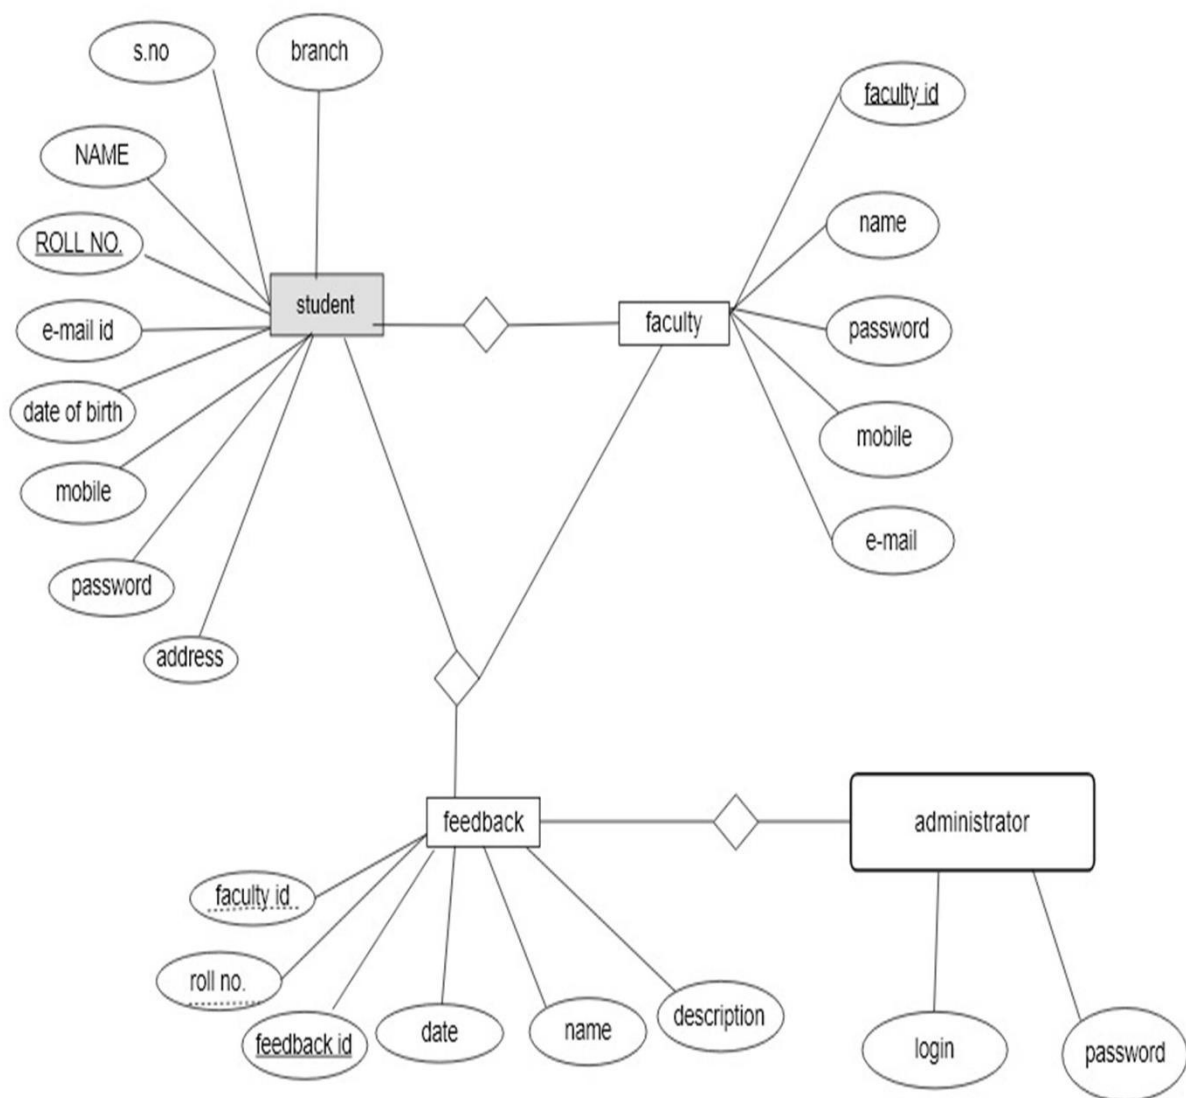 s.no
branch
faculty id
NAME
name
ROLL NO.
student
faculty
e-mail id
password
date of birth
mobile
mobile
e-mail
password
address
feedback
administrator
faculty id
roll no.
feedback id
date
name
description
login
password